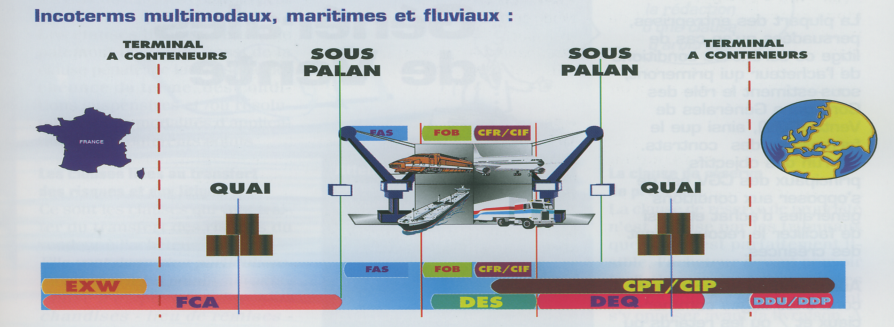 Incoterms multimodaux, maritimes et fluviaux :
TERMINAL
A CONTENEURS
SOUS
PALAN
SOUS
PALAN
TERMINAL
A CONTENEURS
FAS
FOB
CFR/CIF
FRANCE
QUAI
QUAI
FAS
FOB
CFR/CIF
EXW
CPT/CIP
FCA
DES
DEQ
DDU/DDP